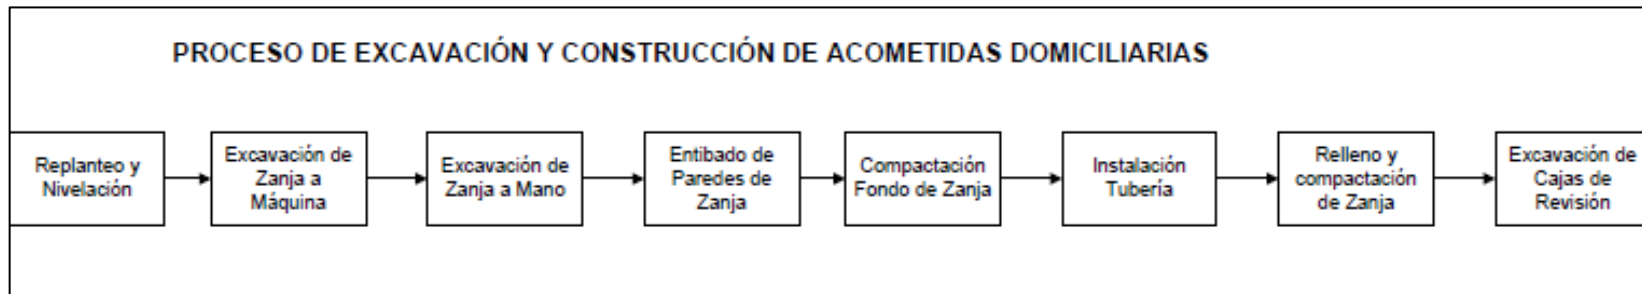 PROCESO DE EXCAVACIÓN Y CONSTRUCCIÓN DE ACOMETIDAS DOMICILIARIAS
Replanteo y
Nivelación
Excavación de
Zanja a
Máquina
Excavación de
Zanja a Mano
Entibado de
Paredes de
Zanja
Compactación
Fondo de Zanja
Instalación
Tubería
Relleno y
compactación
de Zanja
Excavación de
Cajas de
Revisión